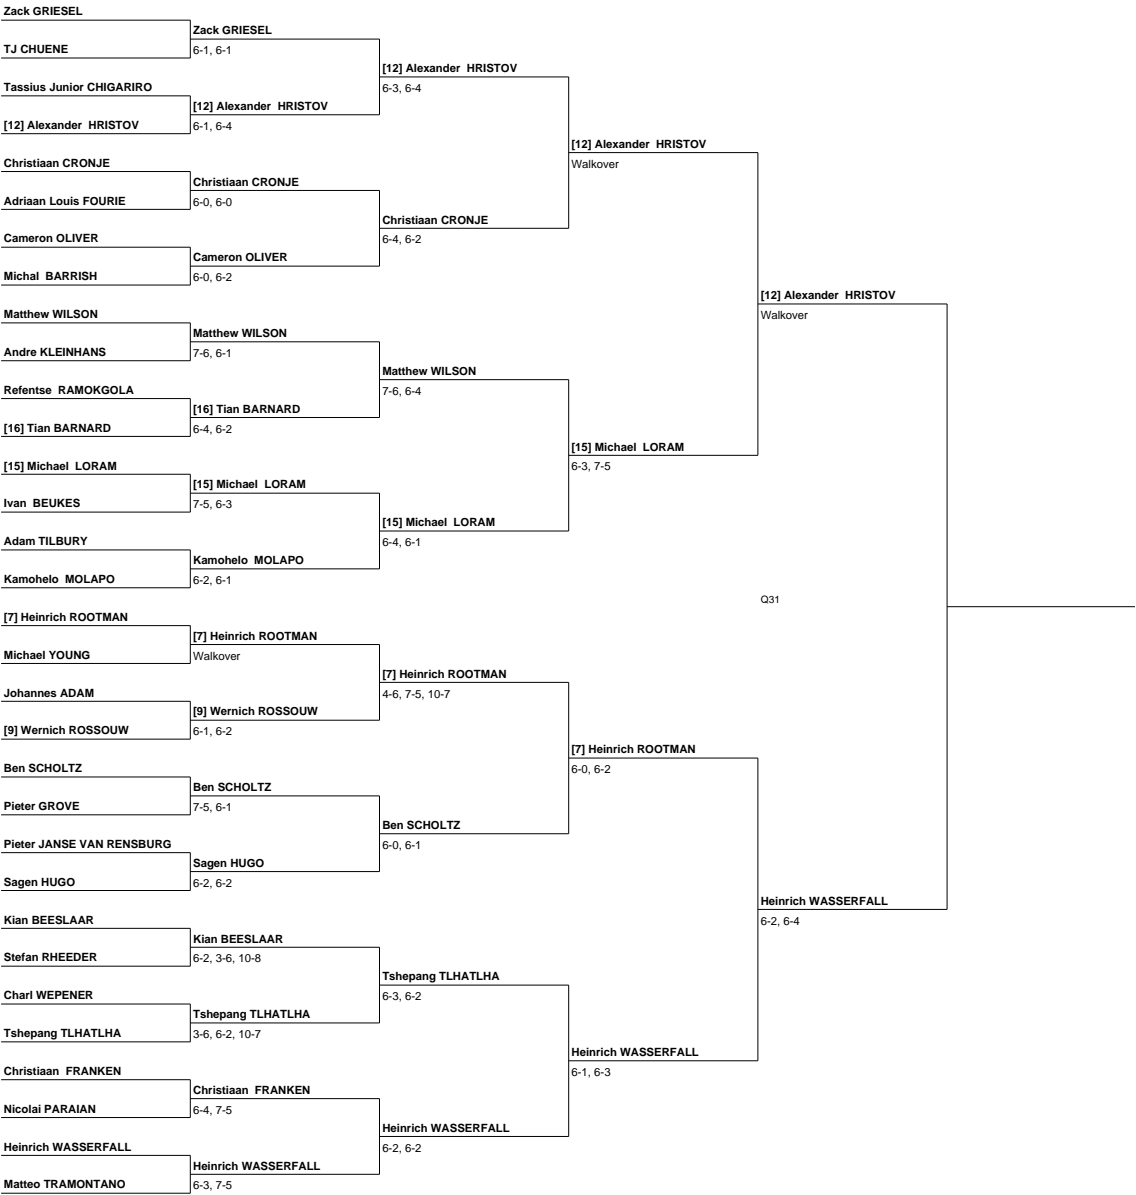 Zack GRIESEL
Zack GRIESEL
TJ CHUENE
6-1, 6-1
[12] Alexander HRISTOV
Tassius Junior CHIGARIRO
6-3, 6-4
[12] Alexander HRISTOV
[12] Alexander HRISTOV
6-1, 6-4
[12] Alexander HRISTOV
Christiaan CRONJE
Walkover
Christiaan CRONJE
Adriaan Louis FOURIE
6-0, 6-0
Christiaan CRONJE
Cameron OLIVER
6-4, 6-2
Cameron OLIVER
Michal BARRISH
6-0, 6-2
[12] Alexander HRISTOV
Matthew WILSON
Walkover
Matthew WILSON
Andre KLEINHANS
7-6, 6-1
Matthew WILSON
Refentse RAMOKGOLA
7-6, 6-4
[16] Tian BARNARD
[16] Tian BARNARD
6-4, 6-2
[15] Michael LORAM
[15] Michael LORAM
6-3, 7-5
[15] Michael LORAM
Ivan BEUKES
7-5, 6-3
[15] Michael LORAM
Adam TILBURY
6-4, 6-1
Kamohelo MOLAPO
Kamohelo MOLAPO
6-2, 6-1
Q31
[7] Heinrich ROOTMAN
[7] Heinrich ROOTMAN
Michael YOUNG
Walkover
[7] Heinrich ROOTMAN
Johannes ADAM
4-6, 7-5, 10-7
[9] Wernich ROSSOUW
[9] Wernich ROSSOUW
6-1, 6-2
[7] Heinrich ROOTMAN
Ben SCHOLTZ
6-0, 6-2
Ben SCHOLTZ
Pieter GROVE
7-5, 6-1
Ben SCHOLTZ
Pieter JANSE VAN RENSBURG
6-0, 6-1
Sagen HUGO
Sagen HUGO
6-2, 6-2
Heinrich WASSERFALL
Kian BEESLAAR
6-2, 6-4
Kian BEESLAAR
Stefan RHEEDER
6-2, 3-6, 10-8
Tshepang TLHATLHA
Charl WEPENER
6-3, 6-2
Tshepang TLHATLHA
Tshepang TLHATLHA
3-6, 6-2, 10-7
Heinrich WASSERFALL
Christiaan FRANKEN
6-1, 6-3
Christiaan FRANKEN
Nicolai PARAIAN
6-4, 7-5
Heinrich WASSERFALL
Heinrich WASSERFALL
6-2, 6-2
Heinrich WASSERFALL
Matteo TRAMONTANO
6-3, 7-5